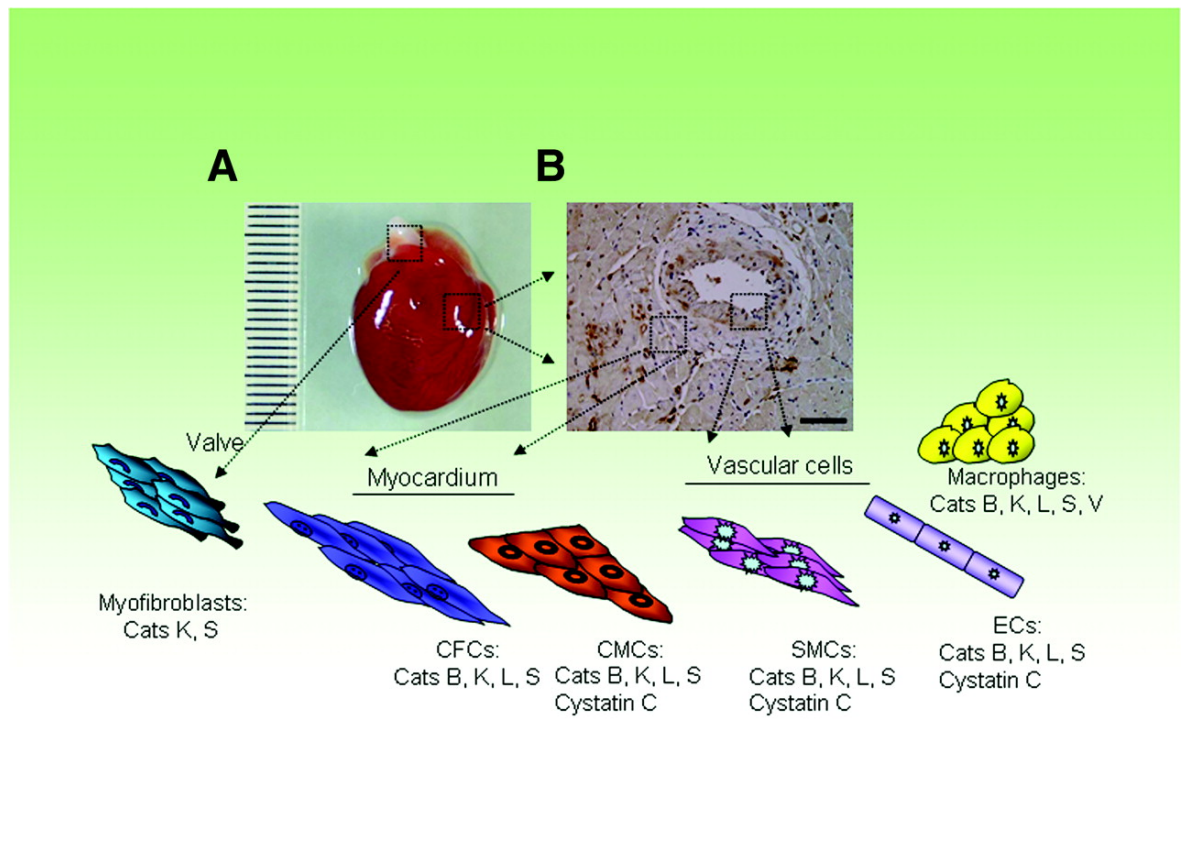 A
B
Valve
Myocardium
Vascular cells
Macrophages:
Cats B, K, L, S, V
Myofibroblasts:
Cats K, S
CFCs:
Cats B, K, L, S
CMCs:
Cats B, K, L, S
Cystatin C
SMCs:
Cats B, K, L, S
Cystatin C
ECs:
Cats B, K, L, S
Cystatin C